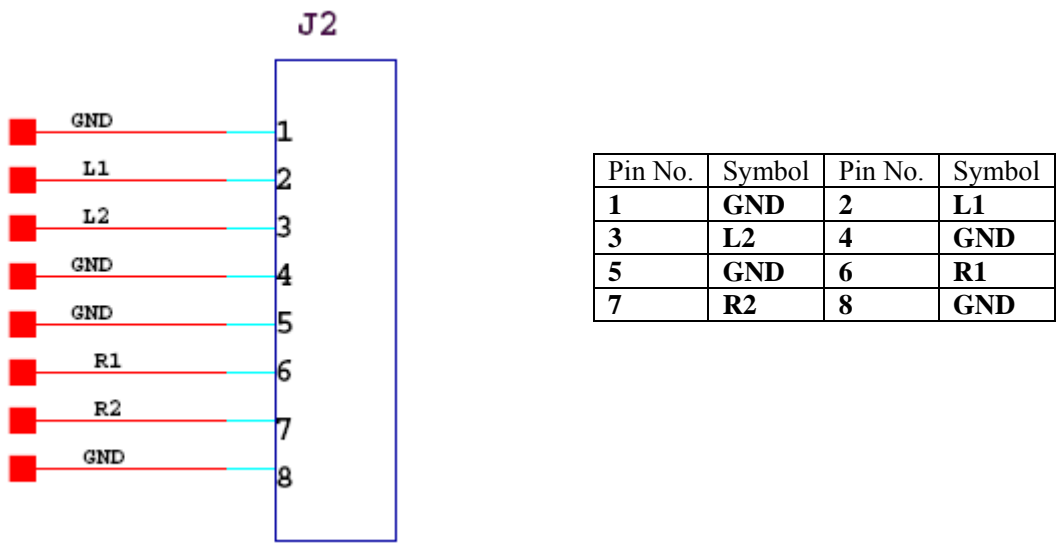 J2
GND 1
L1 2
L2 3
GND 4
GND 5
R1 6
R2 7
GND 8
Pin No. Symbol Pin No. Symbol
1 GND 2 L1
3 L2 4 GND
5 GND 6 R1
7 R2 8 GND